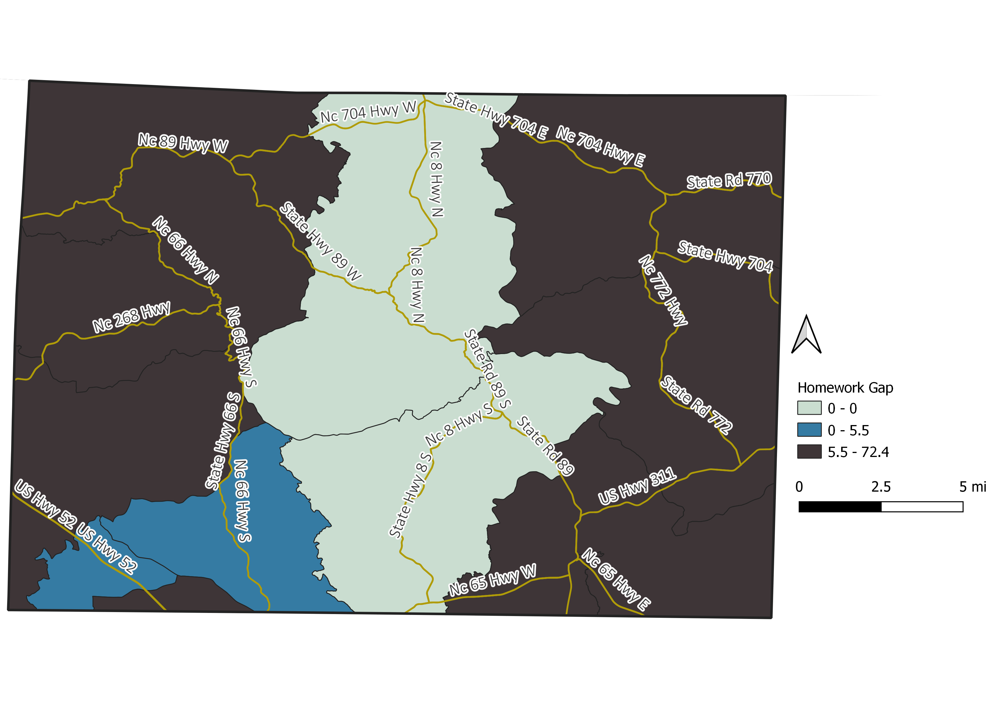 State Hwy 704 E
Nc 704 Hwy W
Nc 704 Hwy E
Nc 89 Hwy W
Nc 8 Hwy N
State Rd 770
State Hwy 89 W
Nc 66 Hwy N
State Hwy 704
Nc 8 Hwy N
Nc 772 Hwy
Nc 268 Hwy
Nc 66 Hwy S
State Rd 89 S
State Rd 772
State Hwy 66 S
Nc 8 Hwy S
State Rd 89
State Hwy 8 S
Nc 66 Hwy S
US Hwy 311
US Hwy 52
US Hwy 52
Nc 65 Hwy W
Nc 65 Hwy E
Homework Gap
0 - 0
0 - 5.5
5.5 - 72.4
0 2.5 5 mi